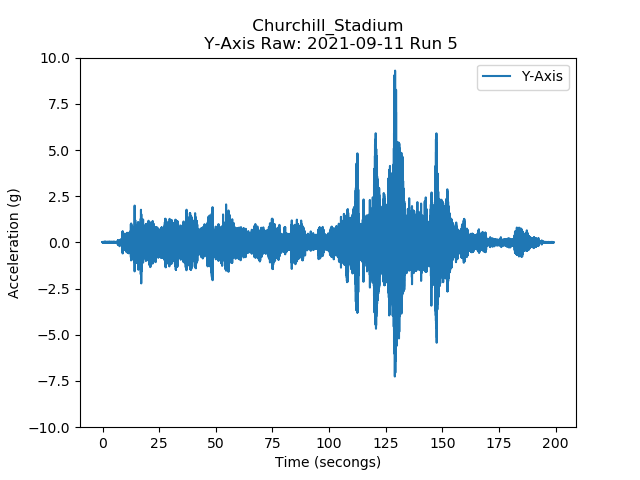 Churchill_Stadium
Y-Axis Raw: 2021-09-11 Run 5
Y-Axis
10.0
7.5
5.0
2.5
0.0
−2.5
−5.0
−7.5
−10.0
Acceleration (g)
0 25 50 75 100 125 150 175 200
Time (secongs)